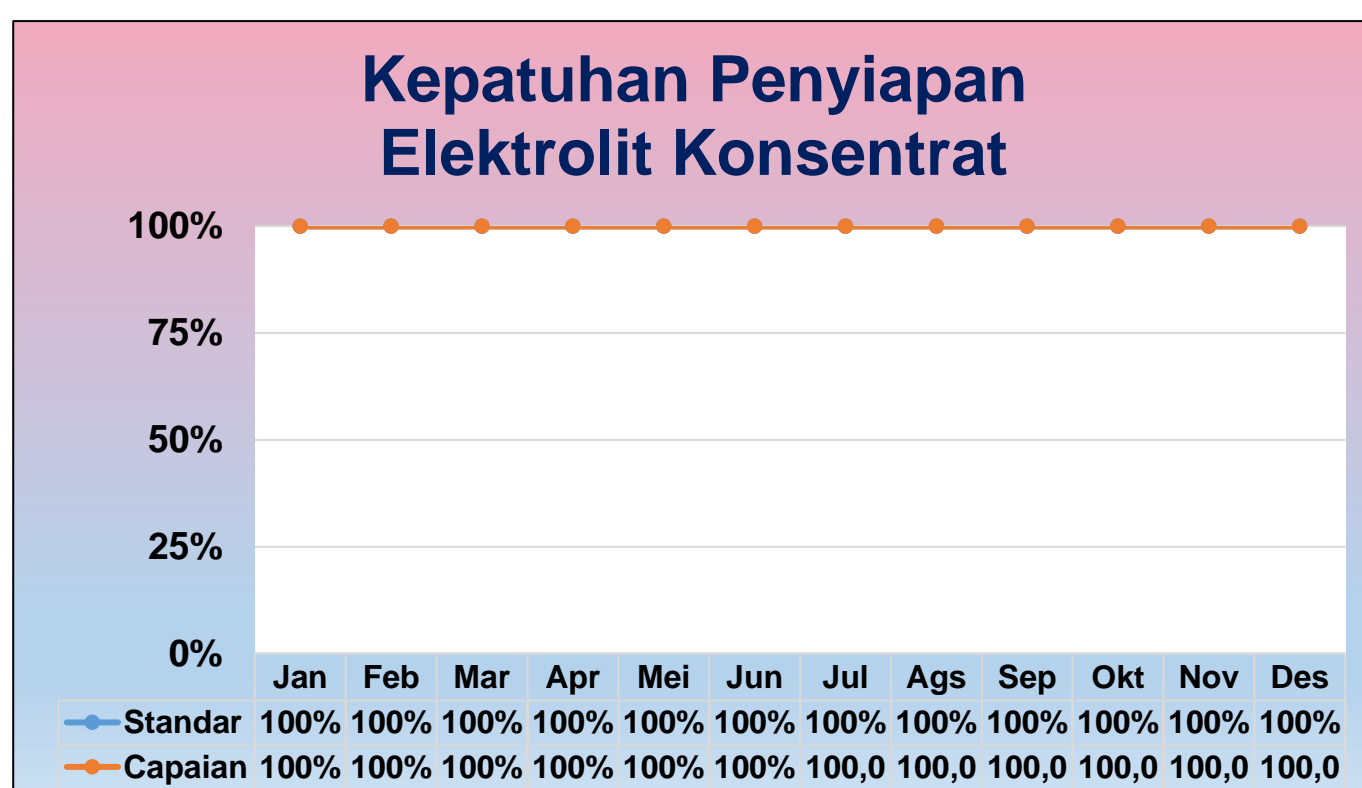 Kepatuhan Penyiapan
Elektrolit Konsentrat
100%
75%
50%
25%
0%
Jan Feb Mar Apr Mei Jun Jul Ags Sep Okt Nov Des
Standar 100% 100% 100% 100% 100% 100% 100% 100% 100% 100% 100% 100%
Capaian 100% 100% 100% 100% 100% 100% 100,0 100,0 100,0 100,0 100,0 100,0